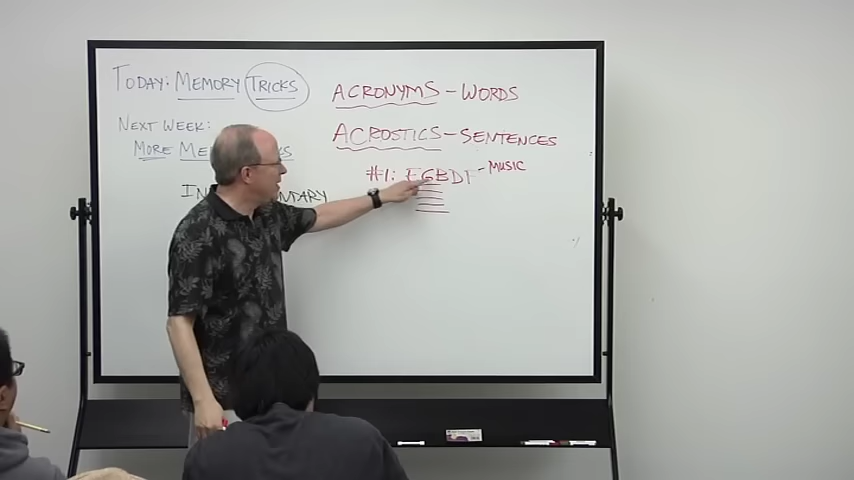 TODAY: MEMORY TRICKS
NEXT WEEK:
MORE
ACRONYMS - WORDS
ACROSTICS - SENTENCES
#1: EGBDF - MUSIC